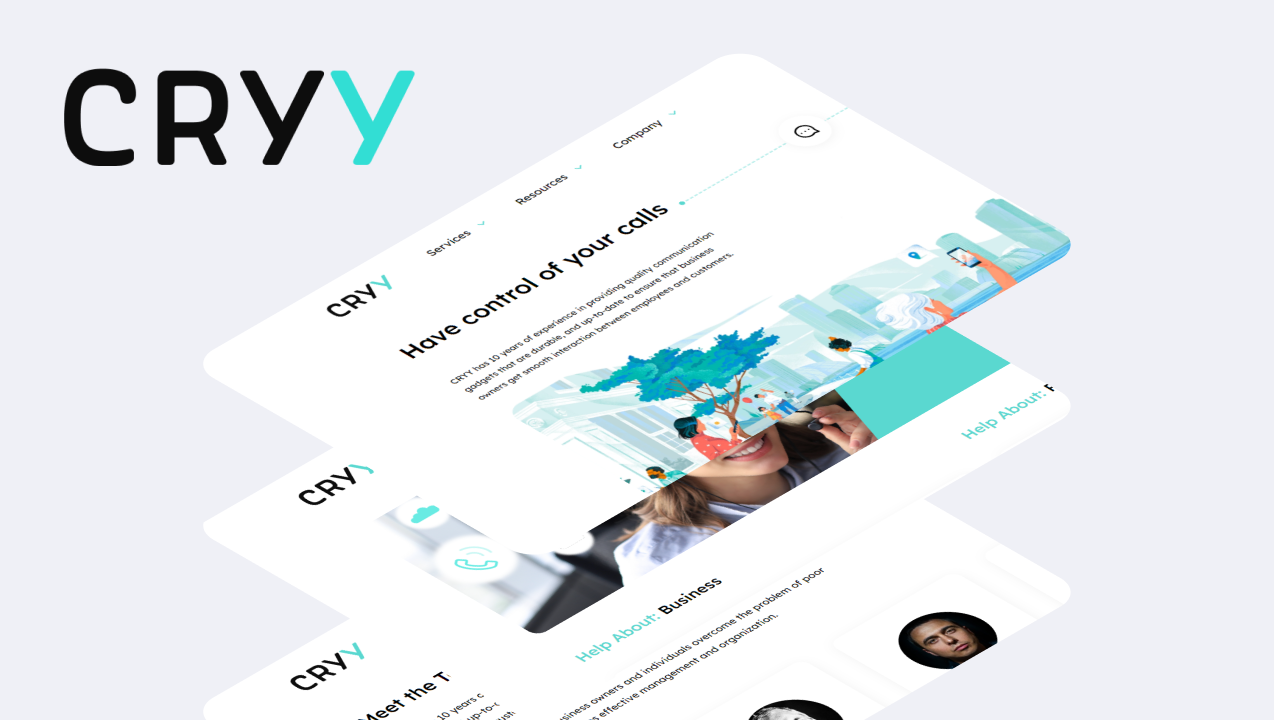 CRYY
Company
Resources
Services
CRYY
Have control of your calls
CRYY has 10 years of experience in providing quality communication
gadgets that are durable, and up-to-date to ensure that business
owners get smooth interaction between employees and customers.
Help About:
CRYY
Help About: Business
business owners and individuals overcome the problem of poor
effective management and organization.
CRYY
Meet the T
10 years c
up-to-